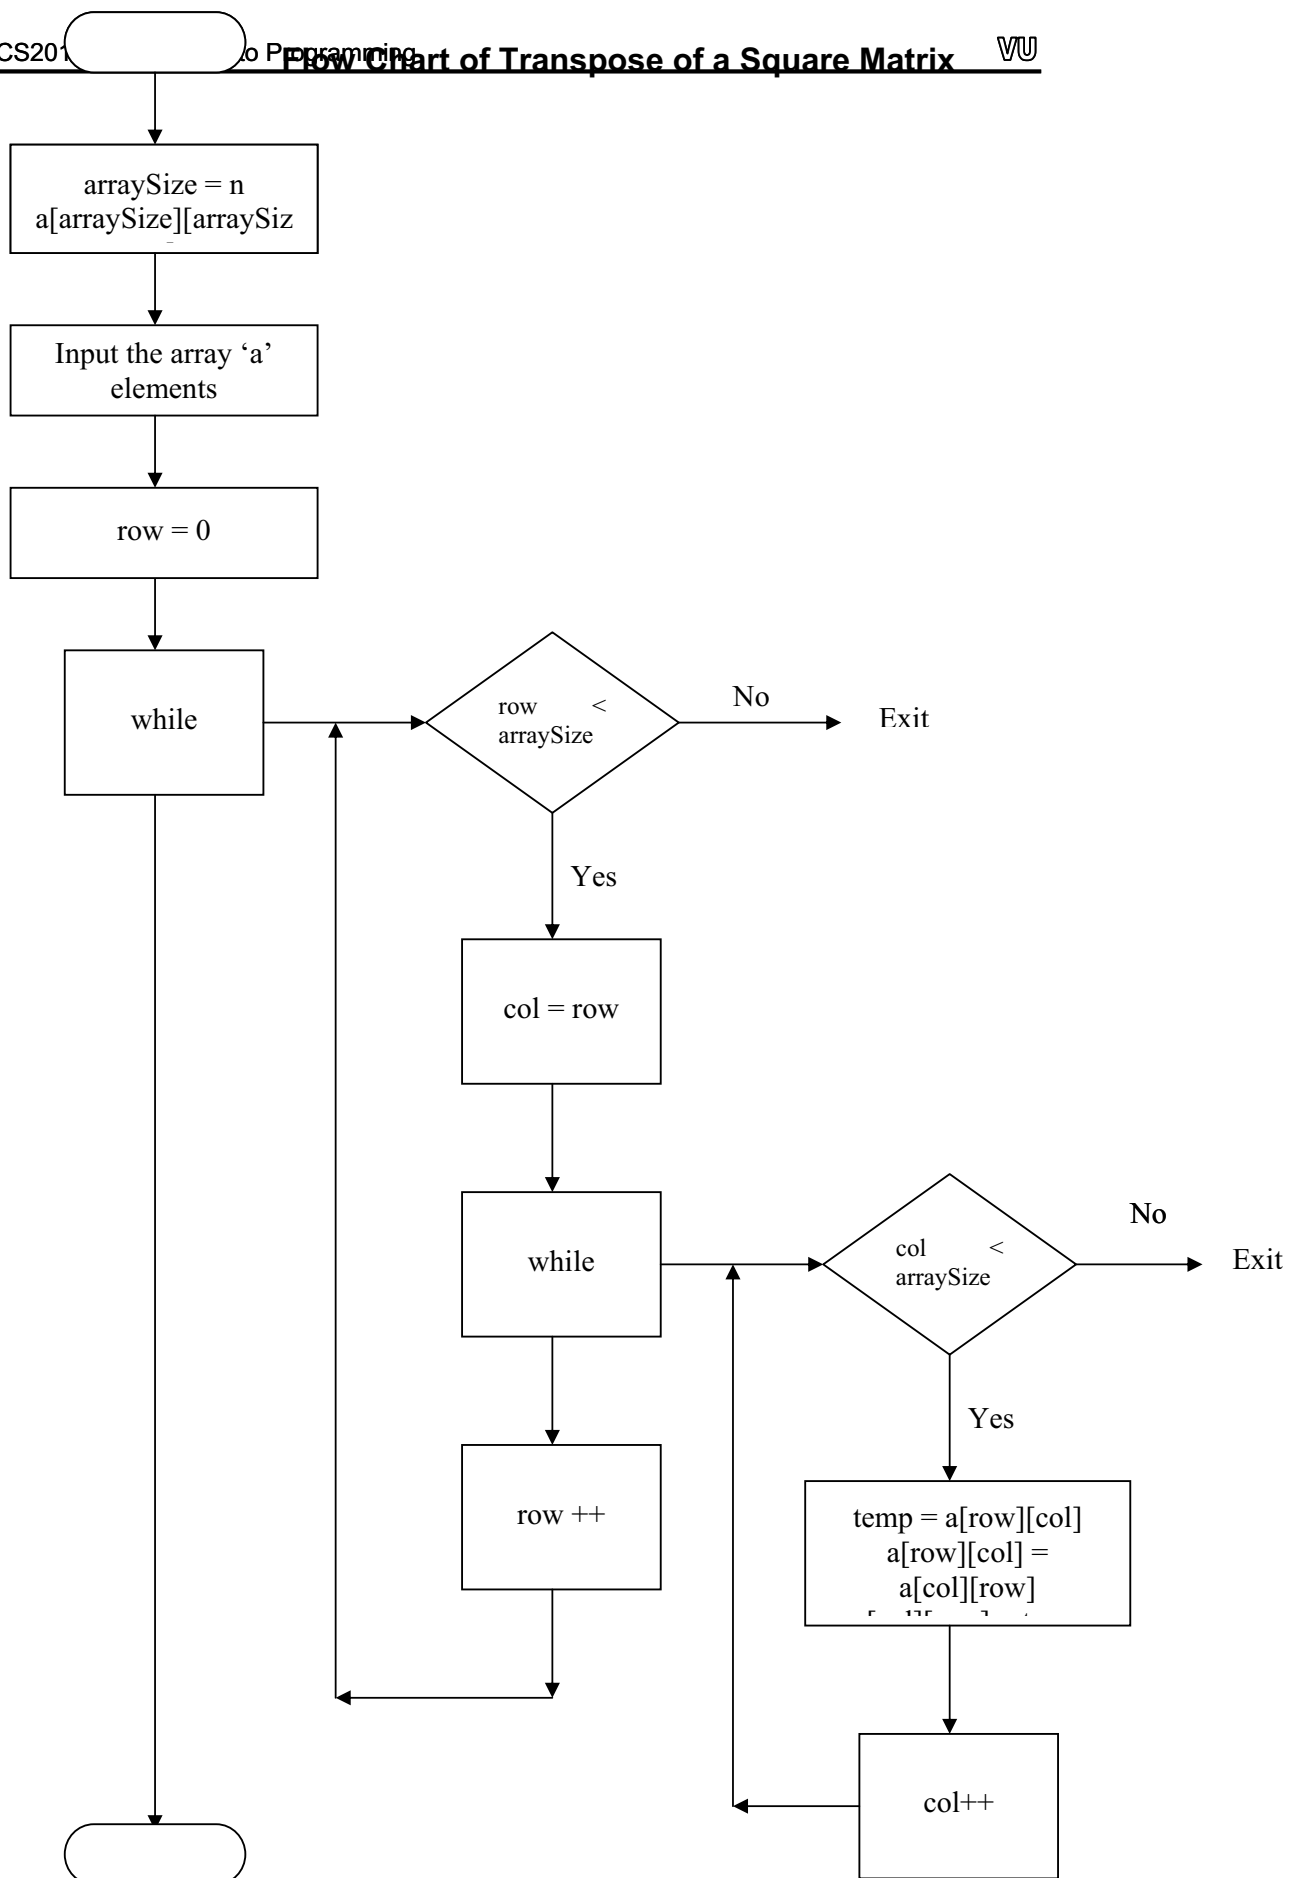 CS201
to Programming
Flow Chart of Transpose of a Square Matrix
VU
arraySize = n
a[arraySize][arraySiz
Input the array ‘a’
elements
row = 0
while
row <
arraySize
No
Exit
Yes
col = row
while
col <
arraySize
No
Exit
Yes
row ++
temp = a[row][col]
a[row][col] =
a[col][row]
col++